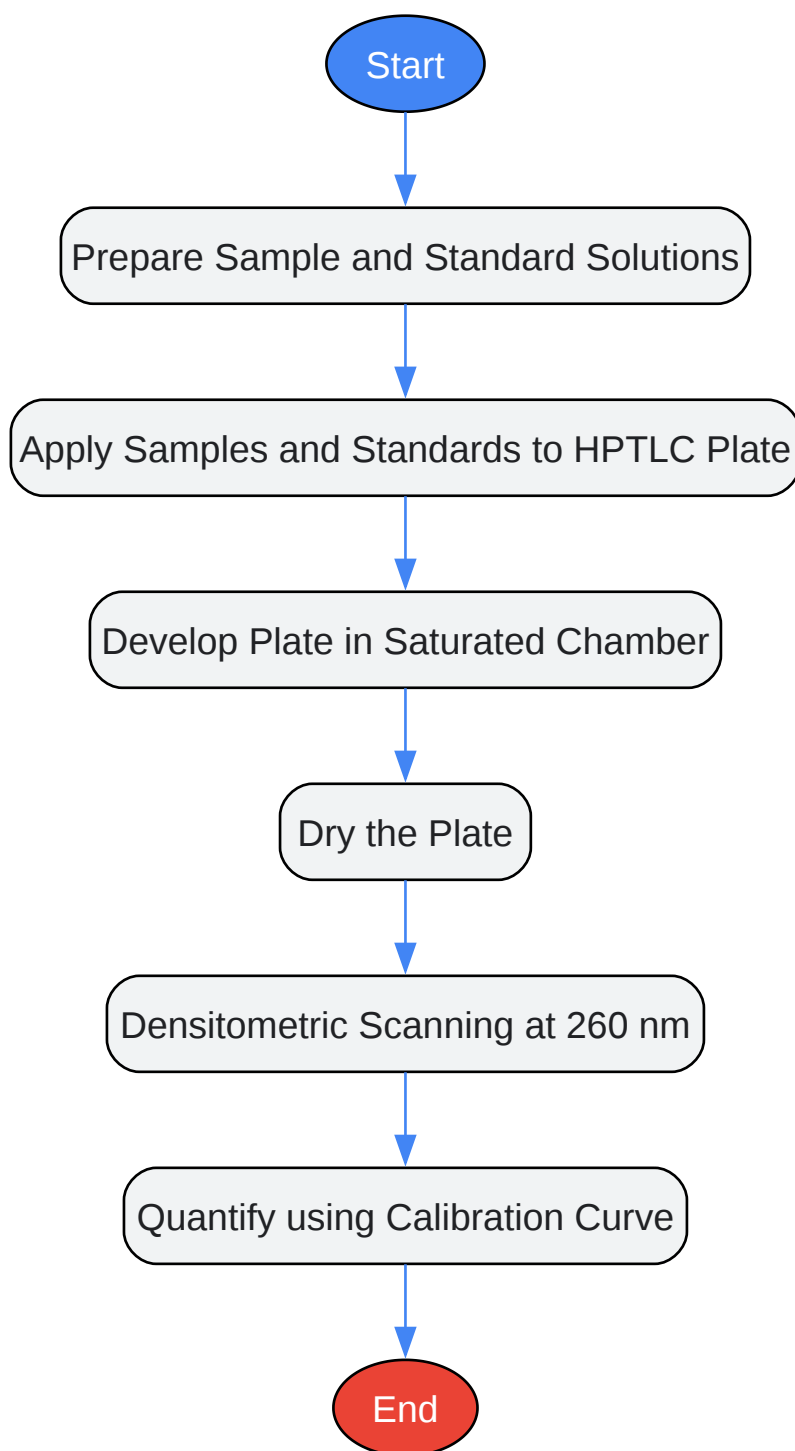 Start
Prepare Sample and Standard Solutions
Apply Samples and Standards to HPTLC Plate
Develop Plate in Saturated Chamber
Dry the Plate
Densitometric Scanning at 260 nm
Quantify using Calibration Curve
End